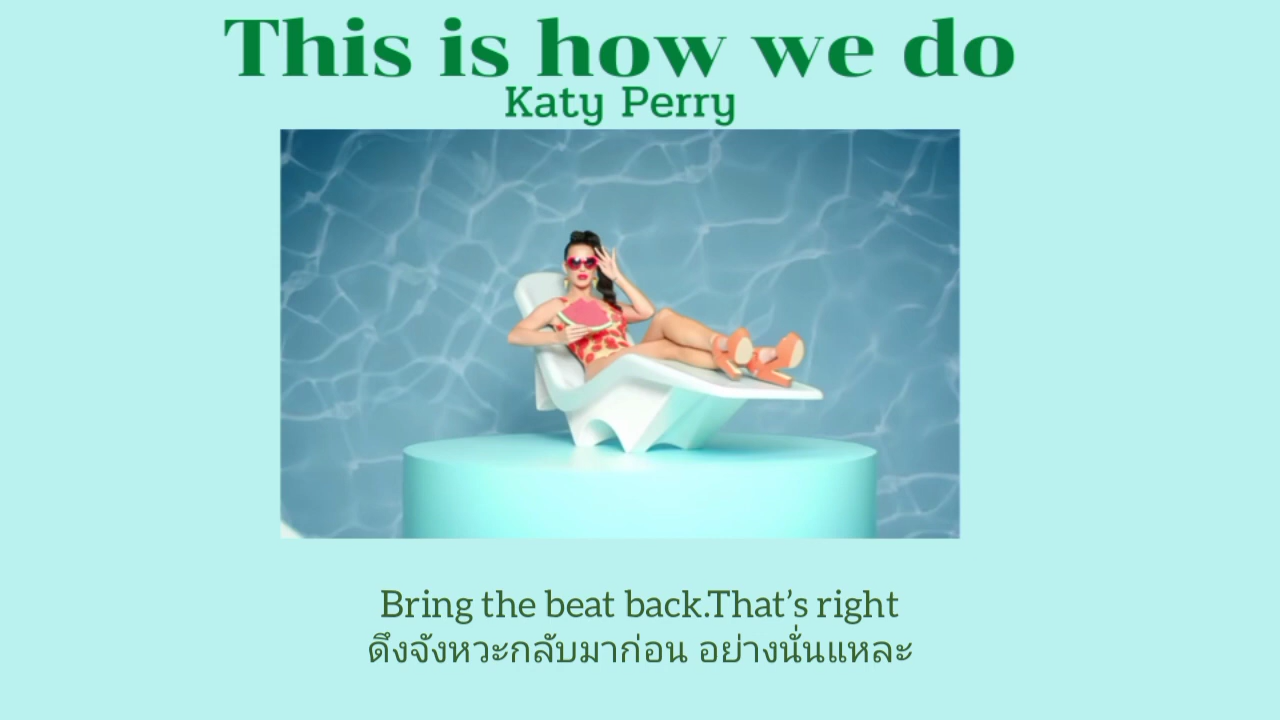 This is how we do
Katy Perry
Bring the beat back.That’s right
ดึงจังหวะกลับมาก่อน อย่างนั่นแหละ